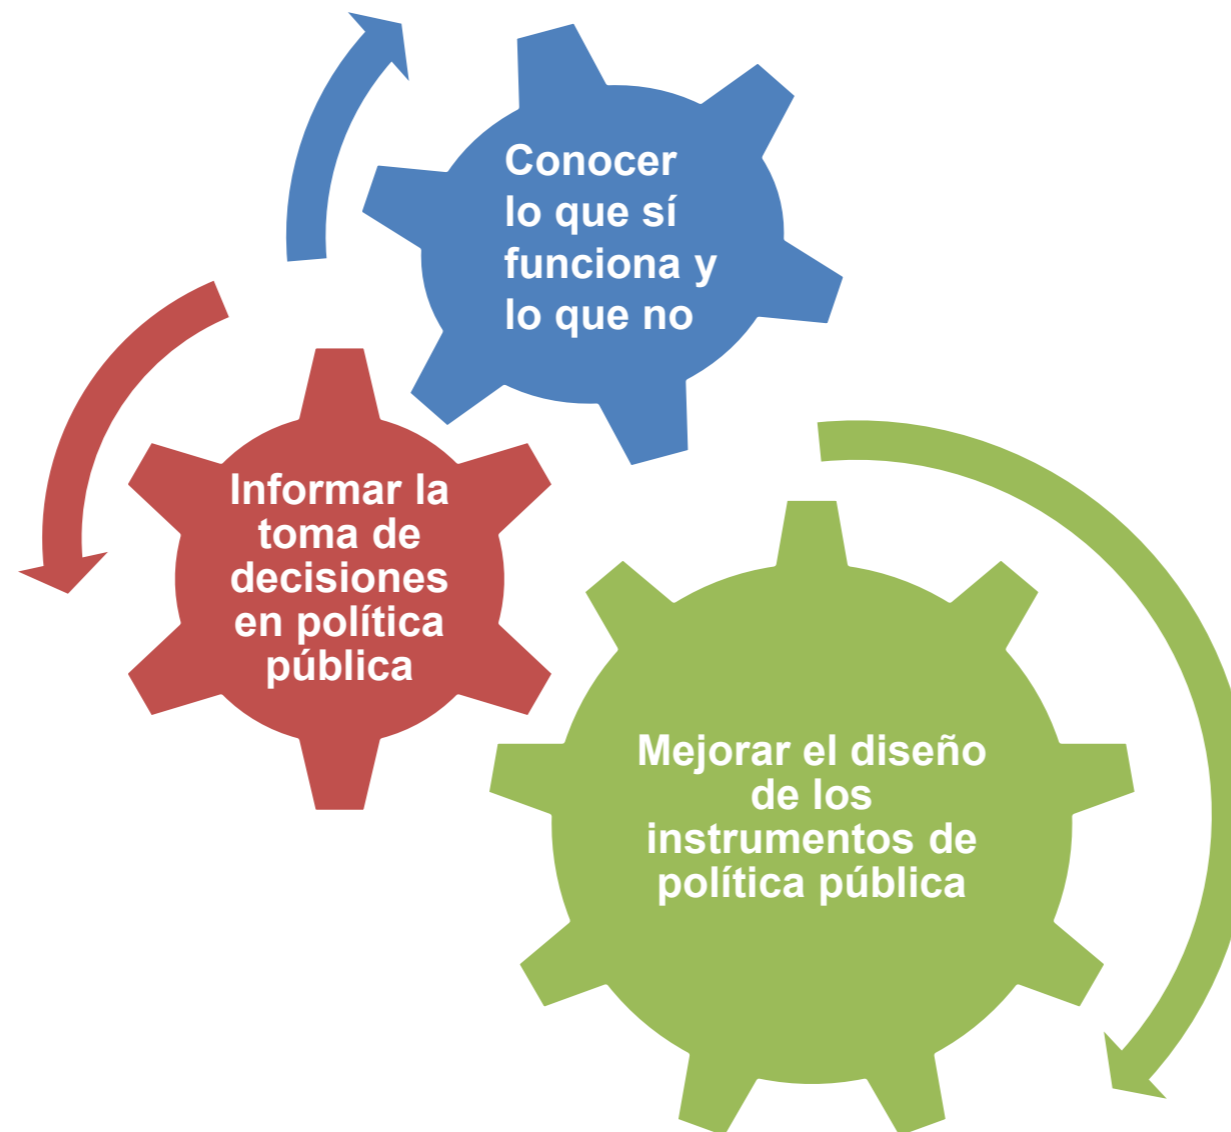 Conocer
lo que sí
funciona y
lo que no
Informar la
toma de
decisiones
en política
pública
Mejorar el diseño
de los
instrumentos de
política pública